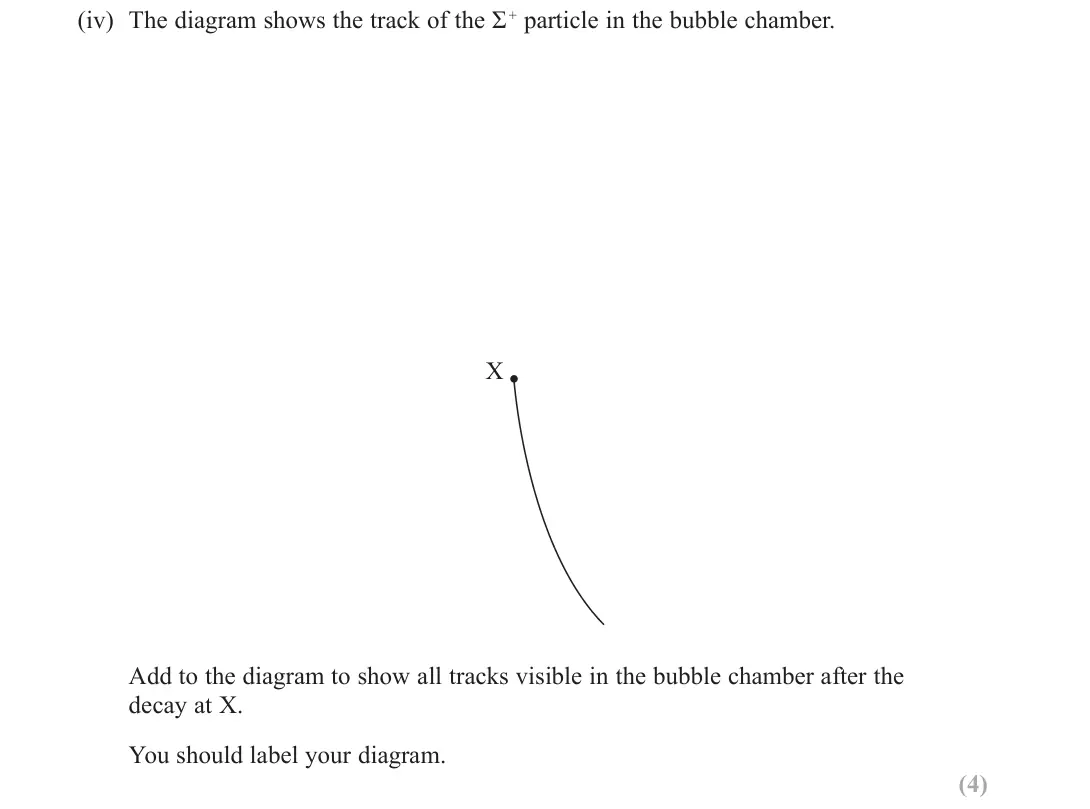 (iv) The diagram shows the track of the Σ⁺ particle in the bubble chamber.
X
Add to the diagram to show all tracks visible in the bubble chamber after the
decay at X.
You should label your diagram.
(4)